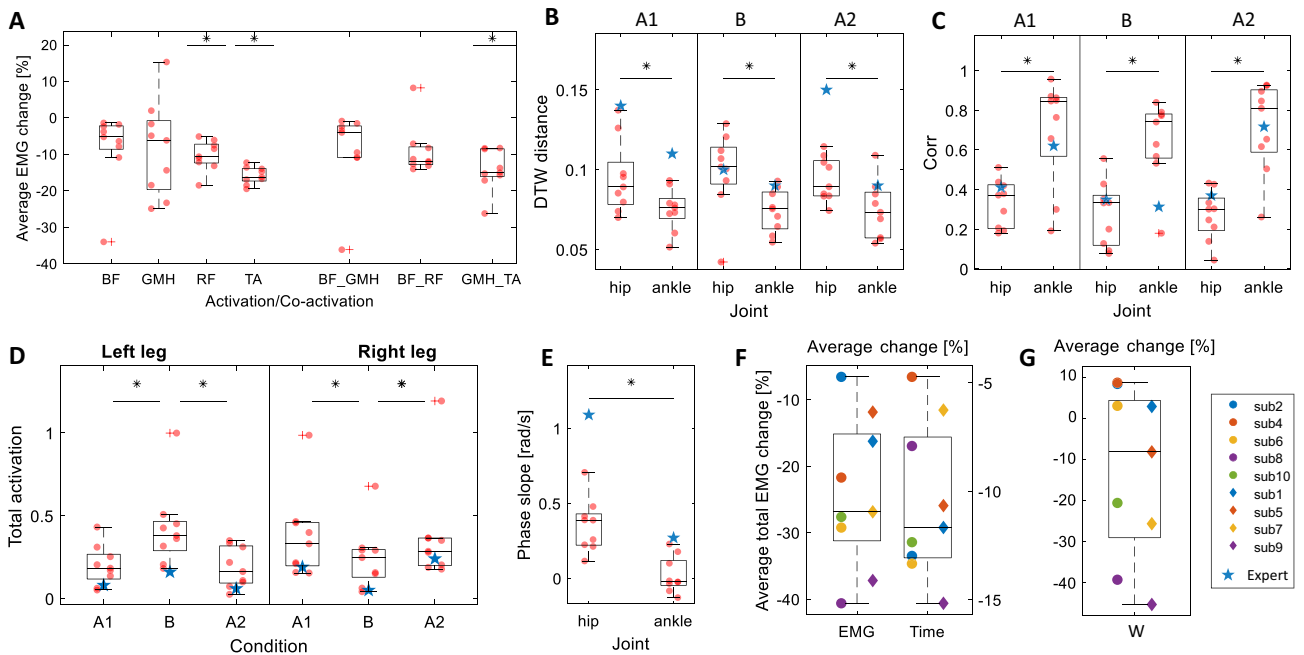 A
Average EMG change [%]
20
10
0
-10
-20
-30
-40
*
*
*
BF GMH RF TA BF_GMH BF_RF GMH_TA
Activation/Co-activation
B
A1 B A2
DTW distance
0.15
0.1
0.05
*
*
*
hip ankle hip ankle hip ankle
Joint
C
A1 B A2
Corr
1
0.8
0.6
0.4
0.2
0
*
*
*
hip ankle hip ankle hip ankle
Joint
D
Left leg Right leg
Total activation
1
0.5
0
*
*
*
*
A1 B A2 A1 B A2
Condition
E
Phase slope [rad/s]
1
0.5
0
*
hip ankle
Joint
F
Average change [%]
Average total EMG change [%]
-10
-20
-30
-40
-5
-10
-15
EMG Time
G
Average change [%]
10
0
-10
-20
-30
-40
W
sub2
sub4
sub6
sub8
sub10
sub1
sub5
sub7
sub9
Expert